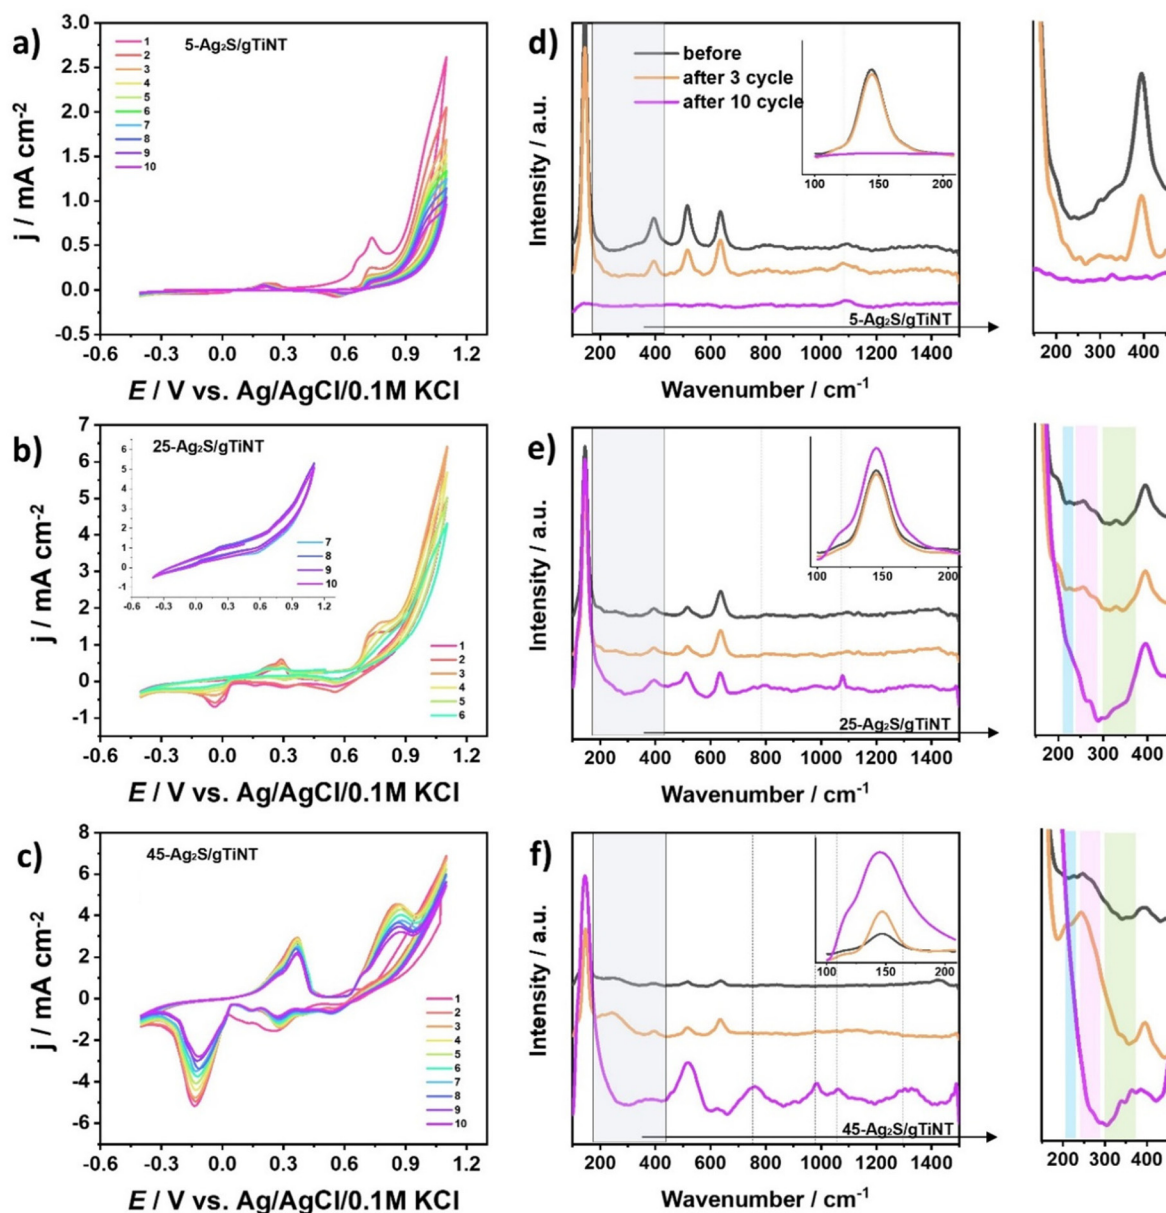 a)
5-Ag₂S/gTiNT
1
2
3
4
5
6
7
8
9
10
3.0
2.5
2.0
1.5
1.0
0.5
0.0
-0.5
j / mA cm⁻²
-0.6 -0.3 0.0 0.3 0.6 0.9 1.2
E / V vs. Ag/AgCl/0.1M KCl
d)
before
after 3 cycle
after 10 cycle
100 150 200
Intensity / a.u.
5-Ag₂S/gTiNT
200 400 600 800 1000 1200 1400
Wavenumber / cm⁻¹
200 300 400
b)
25-Ag₂S/gTiNT
7
6
5
4
3
2
1
0
-1
j / mA cm⁻²
6
5
4
3
2
1
0
-1
-0.6 -0.3 0.0 0.3 0.6 0.9 1.2
7
8
9
10
1
2
3
4
5
6
-0.6 -0.3 0.0 0.3 0.6 0.9 1.2
E / V vs. Ag/AgCl/0.1M KCl
e)
100 150 200
Intensity / a.u.
25-Ag₂S/gTiNT
200 400 600 800 1000 1200 1400
Wavenumber / cm⁻¹
200 300 400
c)
45-Ag₂S/gTiNT
8
6
4
2
0
-2
-4
-6
j / mA cm⁻²
1
2
3
4
5
6
7
8
9
10
-0.6 -0.3 0.0 0.3 0.6 0.9 1.2
E / V vs. Ag/AgCl/0.1M KCl
f)
100 150 200
Intensity / a.u.
45-Ag₂S/gTiNT
200 400 600 800 1000 1200 1400
Wavenumber / cm⁻¹
200 300 400